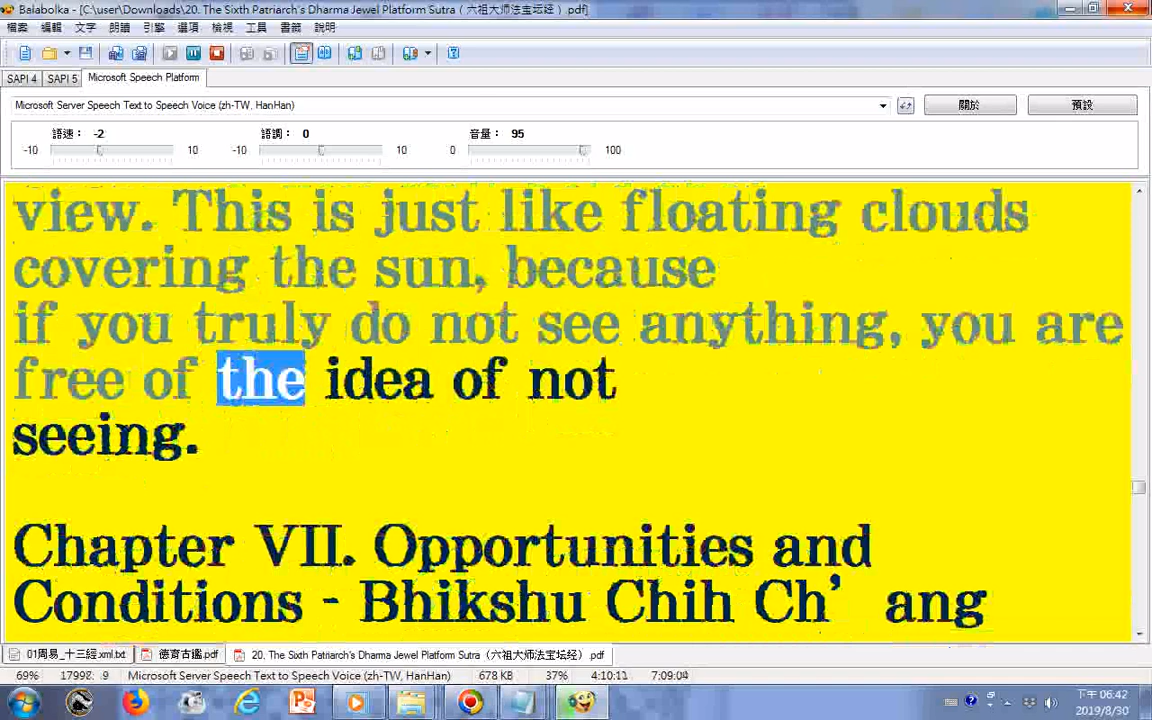 Balabolka - [C:\user\Downloads\20. The Sixth Patriarch's Dharma Jewel Platform Sutra（六祖大师法宝坛经）.pdf]
檔案 編輯 文字 朗讀 引擎 選項 檢視 工具 書籤 說明
SAPI 4 SAPI 5 Microsoft Speech Platform
Microsoft Server Speech Text to Speech Voice (zh-TW, HanHan) 關於 預設
語速： -2 語調： 0 音量： 95
-10 10 -10 10 0 100
view. This is just like floating clouds
covering the sun, because
if you truly do not see anything, you are
free of the idea of not
seeing.
Chapter VII. Opportunities and
Conditions - Bhikshu Chih Ch’ang
01周易_十三經.xml.txt 德育古鑑.pdf 20. The Sixth Patriarch's Dharma Jewel Platform Sutra（六祖大师法宝坛经）.pdf
69% Microsoft Server Speech Text to Speech Voice (zh-TW, HanHan) 678 KB 37% 4:10:11 7:09:04
下午 06:42
2019/8/30